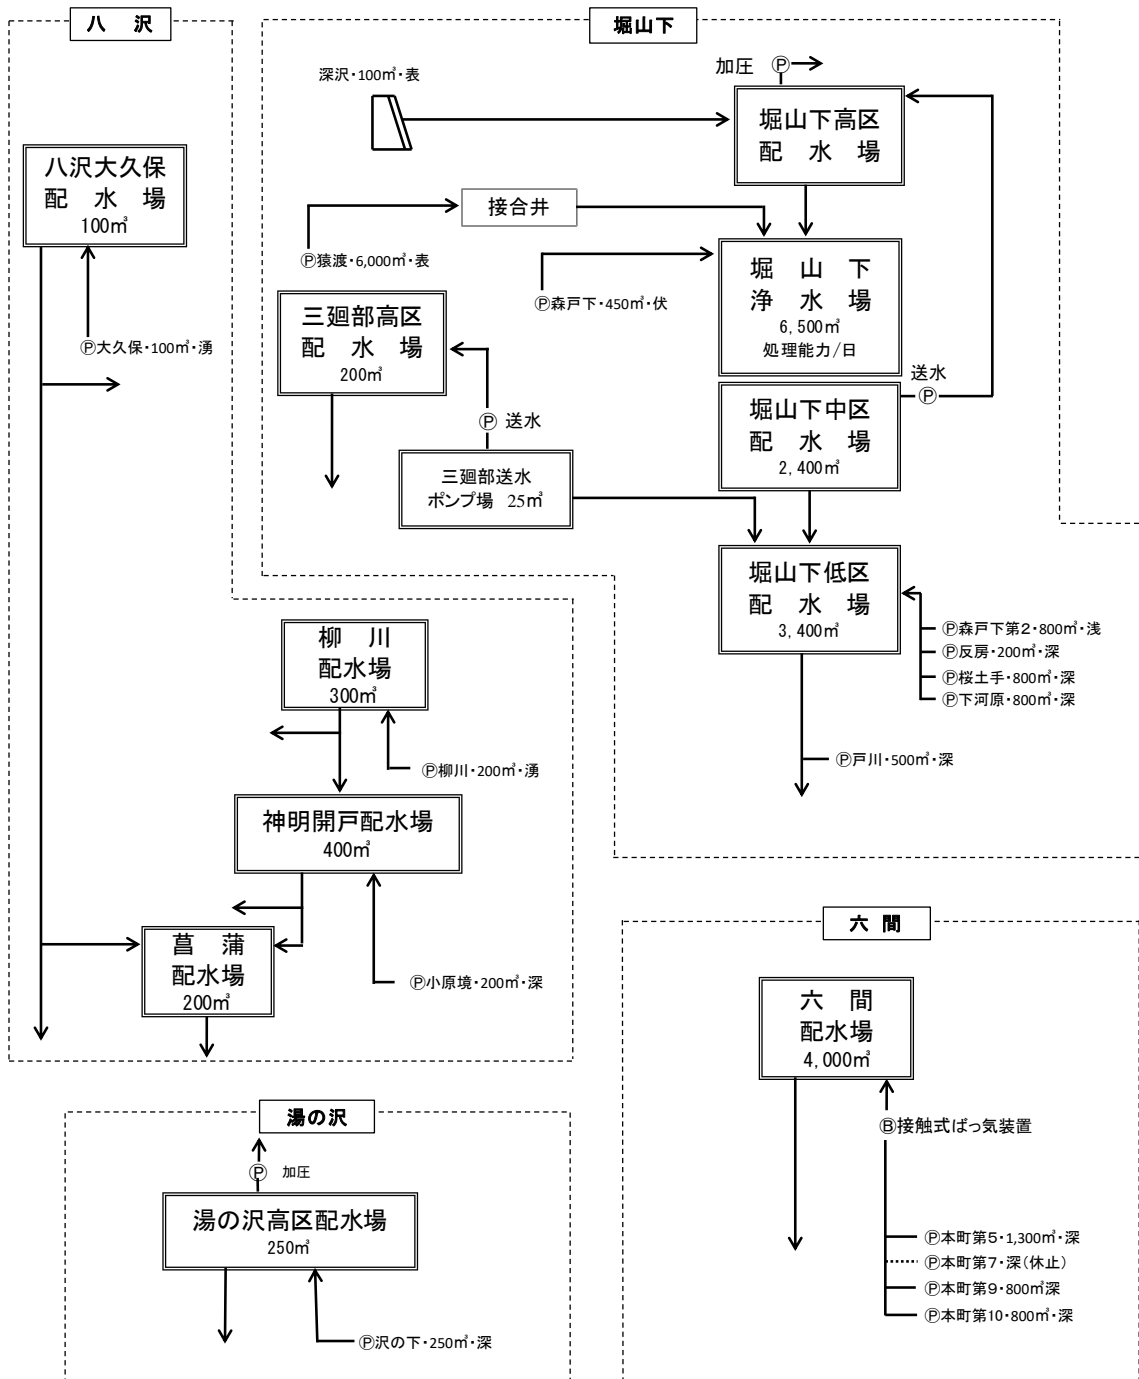 八　沢
八沢大久保
配　水　場
100㎥
Ⓟ大久保・100㎥・湧
柳　川
配水場
300㎥
Ⓟ柳川・200㎥・湧
神明開戸配水場
400㎥
Ⓟ小原境・200㎥・深
菖　蒲
配水場
200㎥
堀山下
深沢・100㎥・表
加圧　Ⓟ
堀山下高区
配　水　場
接合井
Ⓟ猿渡・6,000㎥・表
Ⓟ森戸下・450㎥・伏
堀　山　下
浄　水　場
6,500㎥
処理能力/日
三廻部高区
配　水　場
200㎥
Ⓟ 送水
三廻部送水
ポンプ場　25㎥
送水
Ⓟ
堀山下中区
配　水　場
2,400㎥
堀山下低区
配　水　場
3,400㎥
Ⓟ森戸下第２・800㎥・浅
Ⓟ反房・200㎥・深
Ⓟ桜土手・800㎥・深
Ⓟ下河原・800㎥・深
Ⓟ戸川・500㎥・深
湯の沢
Ⓟ　加圧
湯の沢高区配水場
250㎥
Ⓟ沢の下・250㎥・深
六 間
六　間
配水場
4,000㎥
Ⓑ接触式ばっ気装置
Ⓟ本町第５・1,300㎥・深
Ⓟ本町第７・深（休止）
Ⓟ本町第９・800㎥深
Ⓟ本町第10・800㎥・深